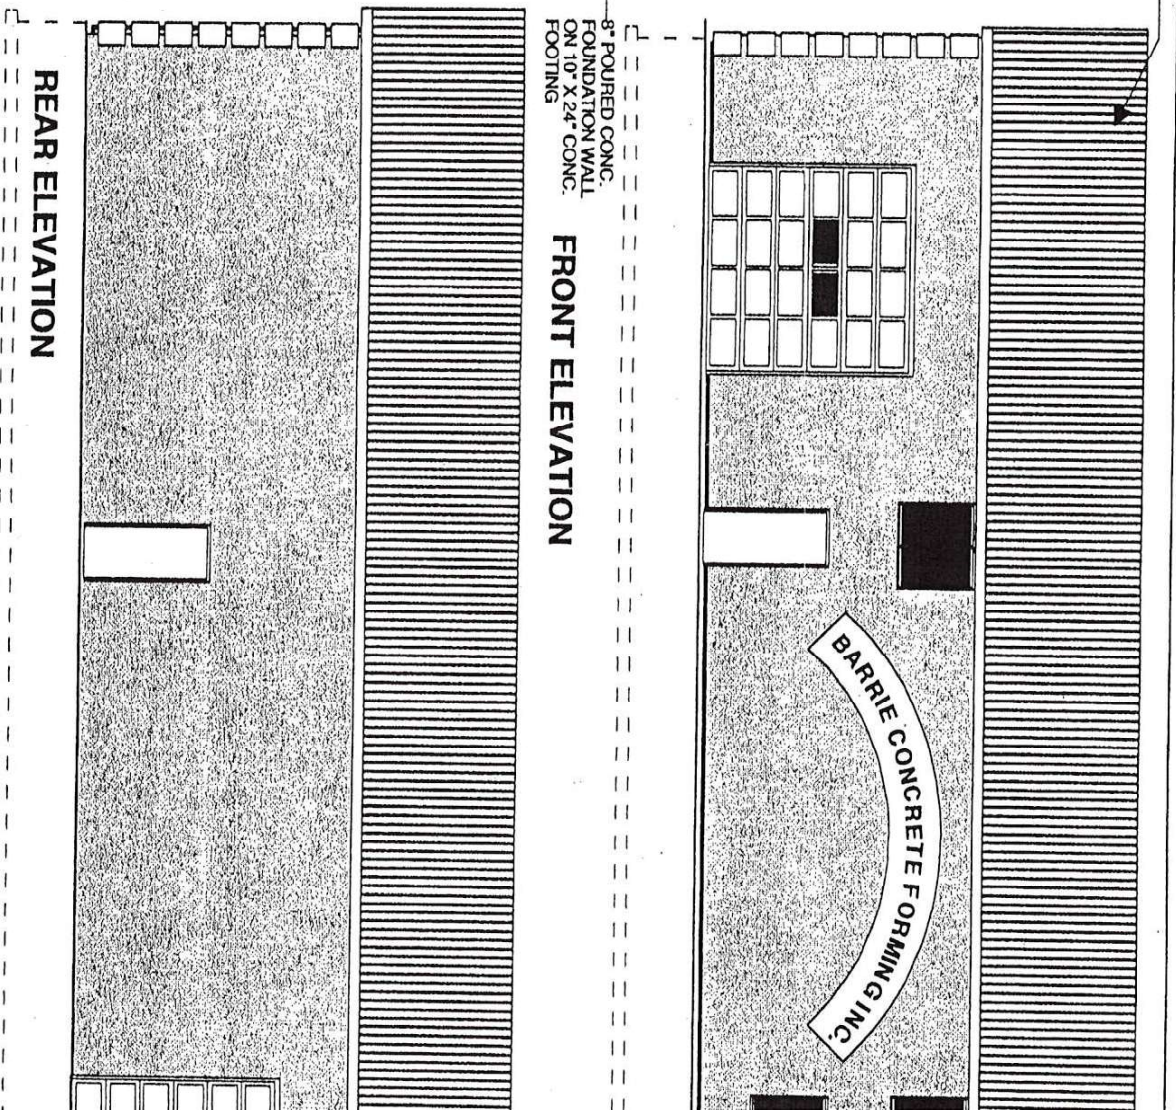 BARRIE CONCRETE FORMING INC.
8" POURED CONC.
FOUNDATION WALL
ON 10" X 24" CONC.
FOOTING
FRONT ELEVATION
REAR ELEVATION